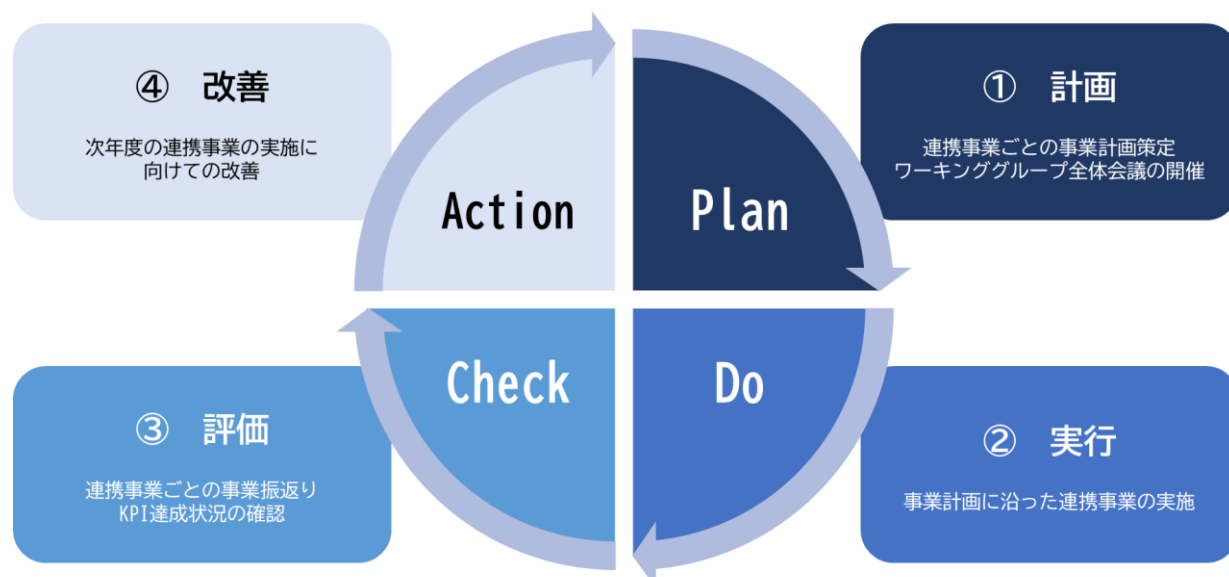 ④ 改善
次年度の連携事業の実施に
向けての改善
Action
Plan
① 計画
連携事業ごとの事業計画策定
ワーキンググループ全体会議の開催
③ 評価
連携事業ごとの事業振返り
KPI達成状況の確認
Check
Do
② 実行
事業計画に沿った連携事業の実施